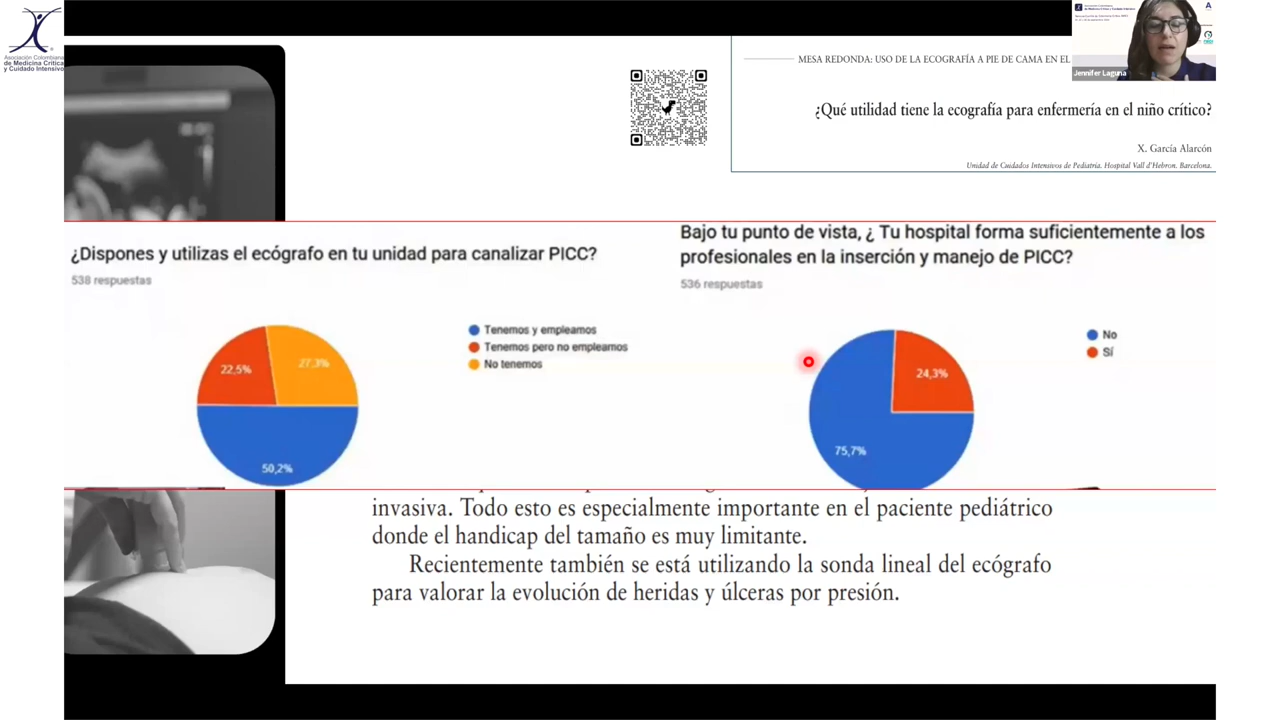 Asociación Colombiana
de Medicina Crítica
y Cuidado Intensivo
MESA REDONDA: USO DE LA ECOGRAFÍA A PIE DE CAMA EN EL
¿Qué utilidad tiene la ecografía para enfermería en el niño crítico?
X. García Alarcón
Unidad de Cuidados Intensivos de Pediatría. Hospital Vall d'Hebron. Barcelona.
Jennifer Laguna
¿Dispones y utilizas el ecógrafo en tu unidad para canalizar PICC?
538 respuestas
Tenemos y empleamos
Tenemos pero no empleamos
No tenemos
22,5%
27,3%
50,2%
Bajo tu punto de vista, ¿ Tu hospital forma suficientemente a los
profesionales en la inserción y manejo de PICC?
536 respuestas
No
Sí
24,3%
75,7%
invasiva. Todo esto es especialmente importante en el paciente pediátrico
donde el handicap del tamaño es muy limitante.
Recientemente también se está utilizando la sonda lineal del ecógrafo
para valorar la evolución de heridas y úlceras por presión.